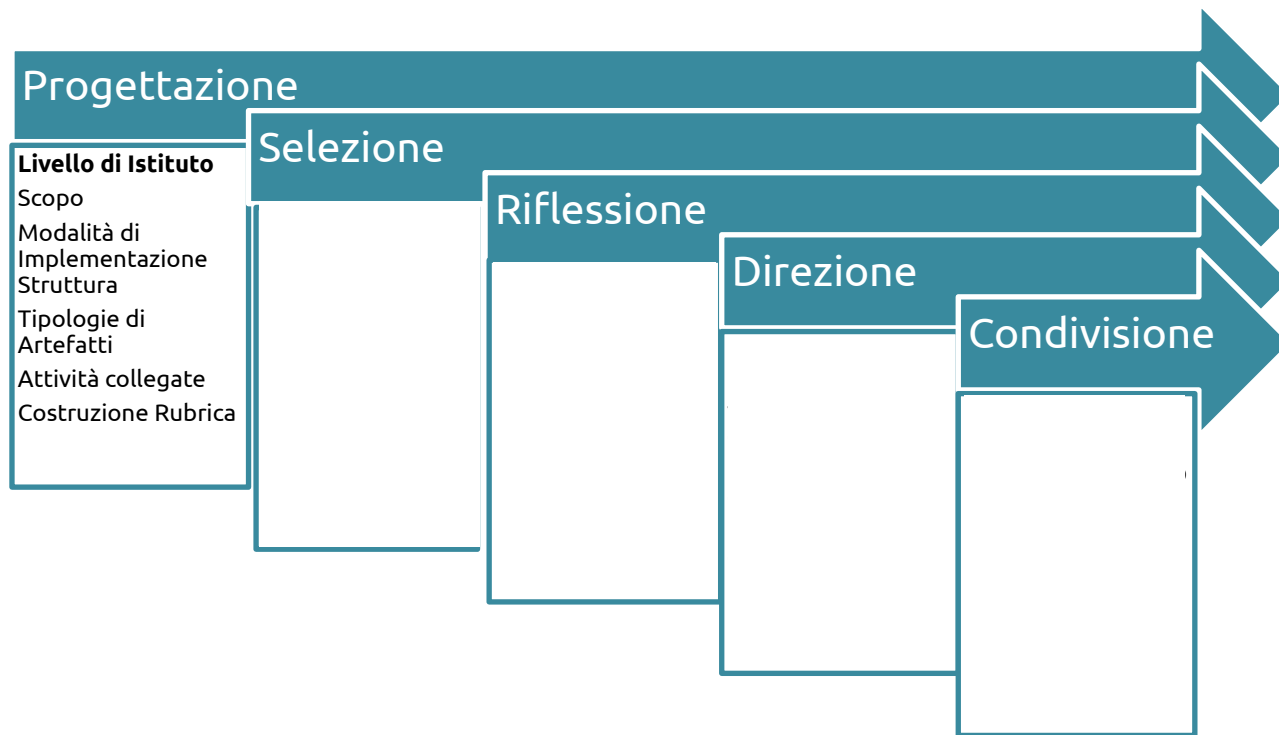 Progettazione
Livello di Istituto
Scopo
Modalità di
Implementazione
Struttura
Tipologie di
Artefatti
Attività collegate
Costruzione Rubrica
Selezione
Riflessione
Direzione
Condivisione